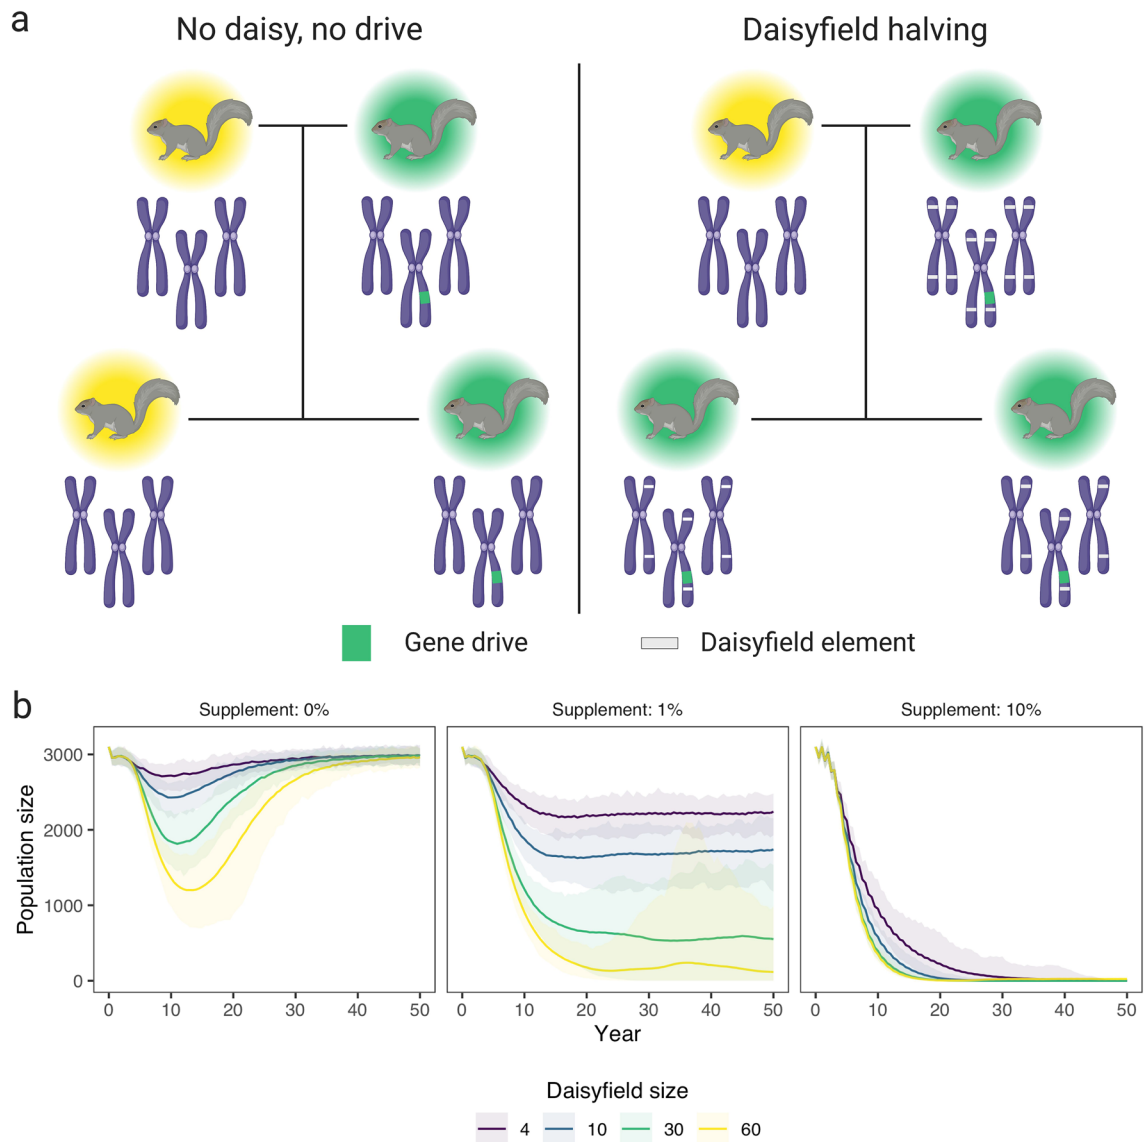 a
No daisy, no drive
Daisyfield halving
Gene drive
Daisyfield element
b
Supplement: 0%
Supplement: 1%
Supplement: 10%
Population size
3000
2000
1000
0
0 10 20 30 40 50
0 10 20 30 40 50
0 10 20 30 40 50
Year
Daisyfield size
4 10 30 60